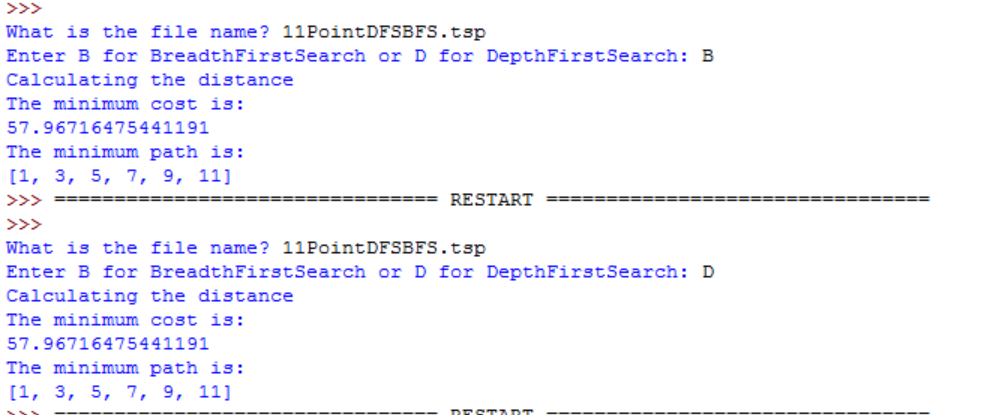 >>>
What is the file name? 11PointDFSBFS.tsp
Enter B for BreadthFirstSearch or D for DepthFirstSearch: B
Calculating the distance
The minimum cost is:
57.96716475441191
The minimum path is:
[1, 3, 5, 7, 9, 11]
>>> ================================ RESTART ================================
>>>
What is the file name? 11PointDFSBFS.tsp
Enter B for BreadthFirstSearch or D for DepthFirstSearch: D
Calculating the distance
The minimum cost is:
57.96716475441191
The minimum path is:
[1, 3, 5, 7, 9, 11]
>>> ================================ RESTART ================================